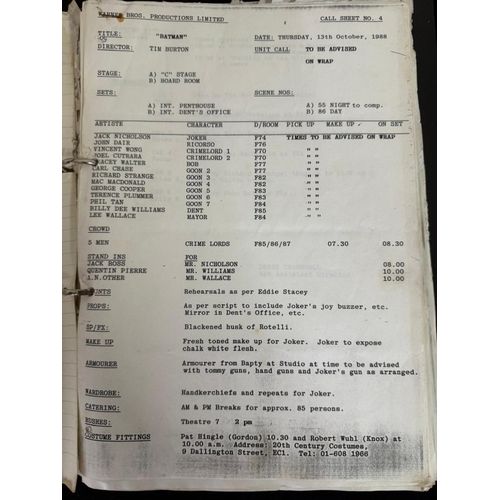 WARNER BROS. PRODUCTIONS LIMITED CALL SHEET NO. 4
TITLE: "BATMAN" DATE: THURSDAY, 13th October, 1988
DIRECTOR: TIM BURTON UNIT CALL TO BE ADVISED
ON WRAP
STAGE: A) "C" STAGE
B) BOARD ROOM
SETS: SCENE NOS:
A) INT. PENTHOUSE A) 55 NIGHT to comp.
B) INT. DENT'S OFFICE B) 86 DAY
ARTISTE CHARACTER D/ROOM PICK UP MAKE UP ON SET
JACK NICHOLSON JOKER F74 TIMES TO BE ADVISED ON WRAP
JOHN DAIR RICORSO F76
VINCENT WONG CRIMELORD 1 F70 " "
JOEL CUTRARA CRIMELORD 2 F70 " "
TRACEY WALTER BOB F77 " "
CARL CHASE GOON 2 F77 " "
RICHARD STRANGE GOON 3 F82 " "
MAC MACDONALD GOON 4 F82 " "
GEORGE COOPER GOON 5 F83 " "
TERENCE PLUMMER GOON 6 F83 " "
PHIL TAN GOON 7 F84 " "
BILLY DEE WILLIAMS DENT F85 " "
LEE WALLACE MAYOR F84 " "
CROWD
5 MEN CRIME LORDS F85/86/87 07.30 08.30
STAND INS FOR
JACK ROSS MR. NICHOLSON 08.00
QUENTIN PIERRE MR. WILLIAMS 10.00
A.N.OTHER MR. WALLACE 10.00
STUNTS Rehearsals as per Eddie Stacey
PROPS: As per script to include Joker's joy buzzer, etc.
Mirror in Dent's Office, etc.
SP/FX: Blackened husk of Rotelli.
MAKE UP Fresh toned make up for Joker. Joker to expose
chalk white flesh.
ARMOURER Armourer from Bapty at Studio at time to be advised
with tommy guns, hand guns and Joker's gun as arranged.
WARDROBE: Handkerchiefs and repeats for Joker.
CATERING: AM & PM Breaks for approx. 85 persons.
RUSHES: Theatre 7 2 pm
COSTUME FITTINGS Pat Hingle (Gordon) 10.30 and Robert Wuhl (Knox) at
10.00 a.m. Address: 20th Century Costumes,
9 Dallington Street, EC1. Tel: 01-608 1966